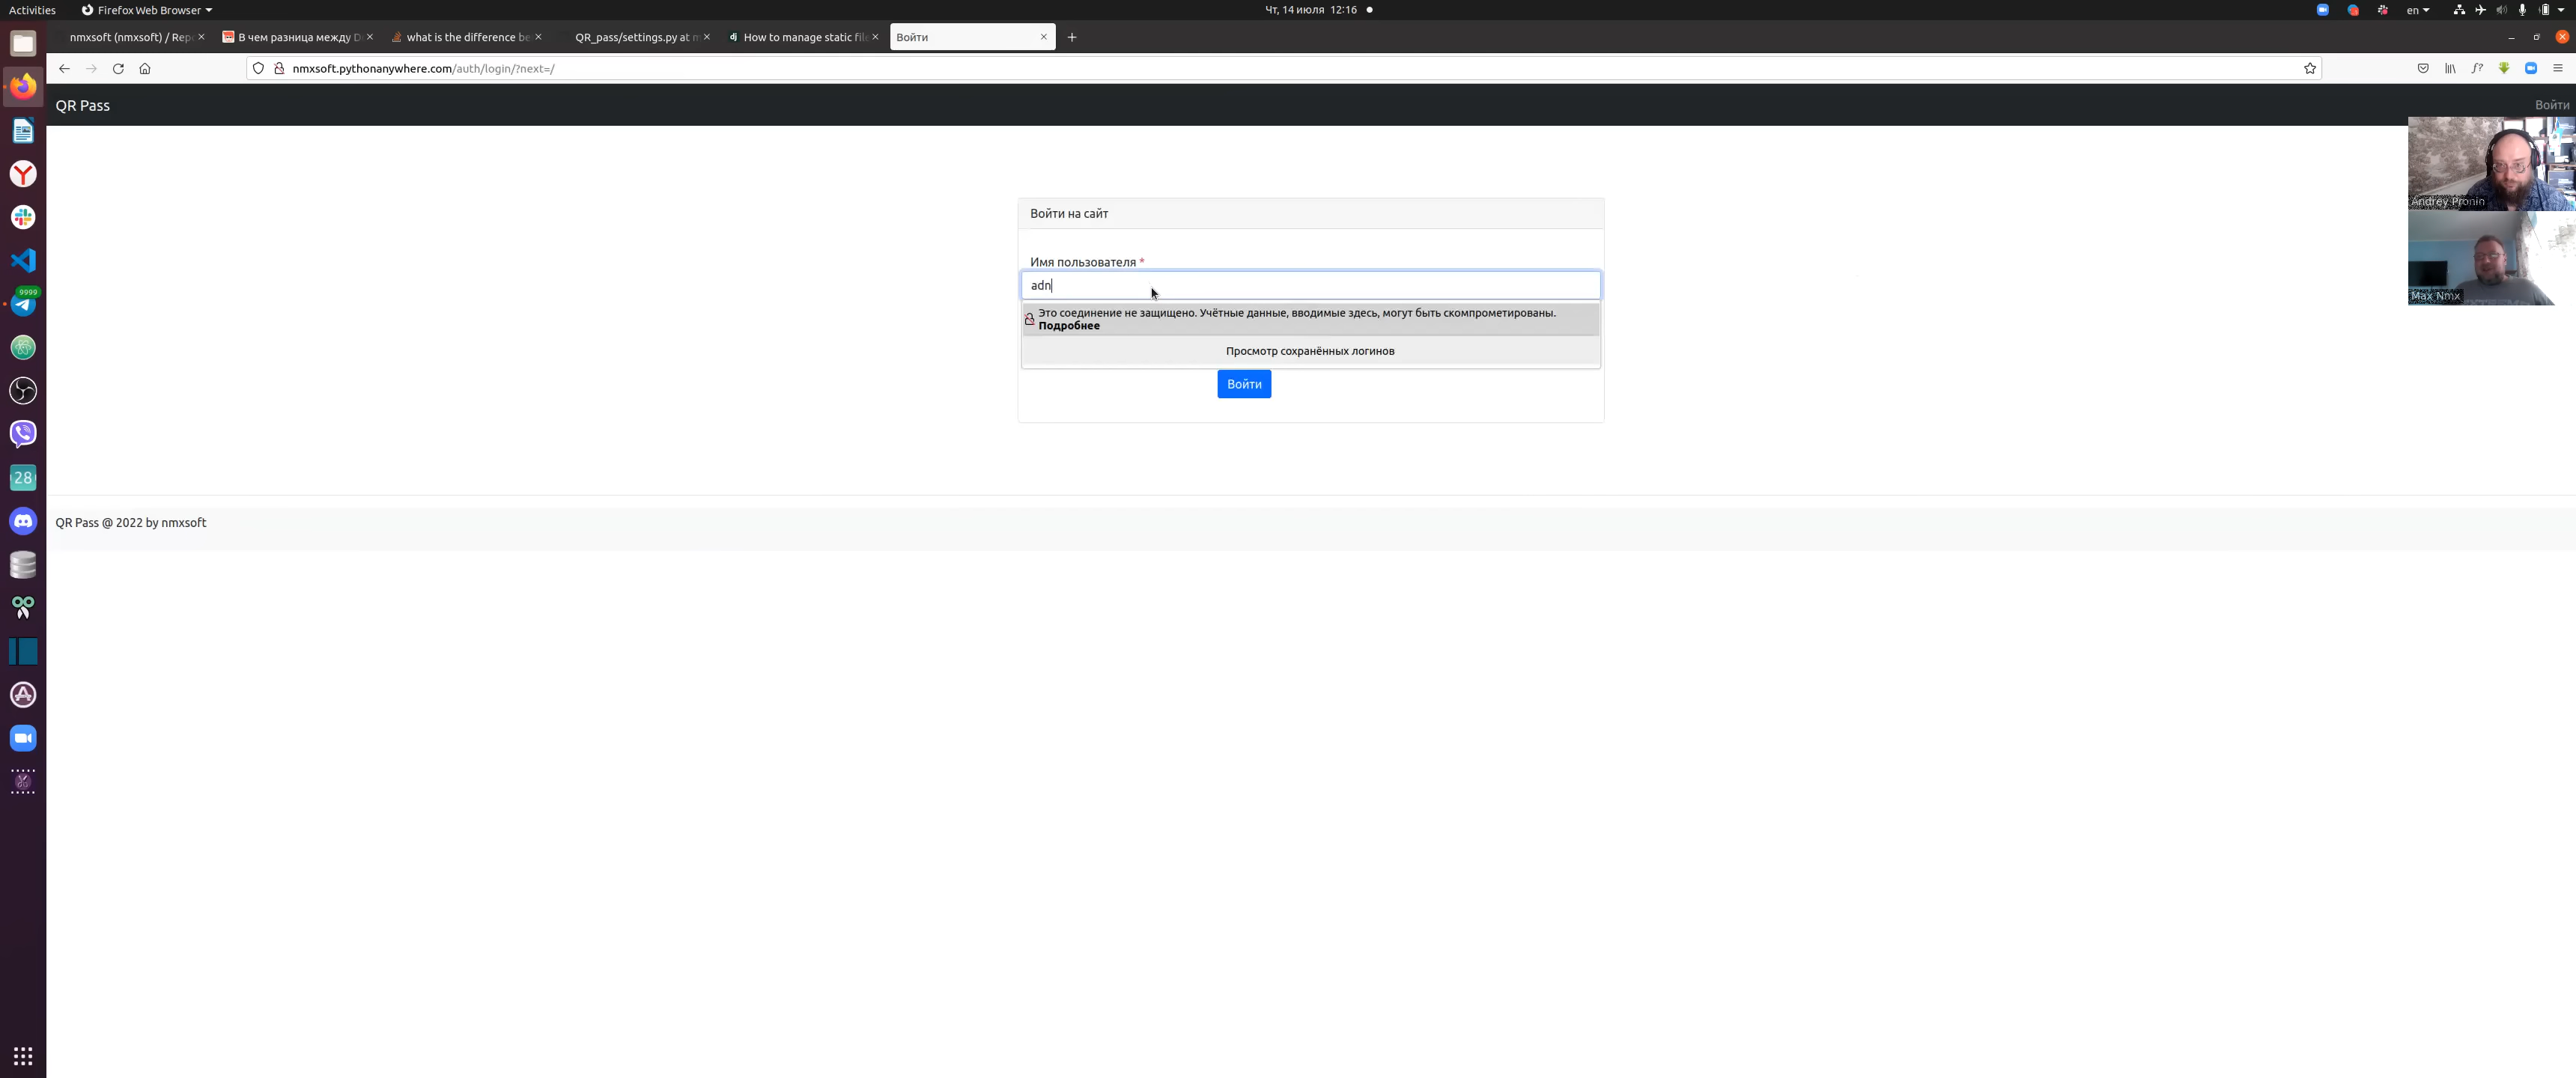 Activities
Firefox Web Browser
Чт, 14 июля 12:16
en
nmxsoft (nmxsoft) / Repo
В чем разница между D
what is the difference be
QR_pass/settings.py at m
How to manage static file
Войти
nmxsoft.pythonanywhere.com/auth/login/?next=/
QR Pass
Войти
Andrey Pronin
Max Nmx
Войти на сайт
Имя пользователя *
adn
Это соединение не защищено. Учётные данные, вводимые здесь, могут быть скомпрометированы.
Подробнее
Просмотр сохранённых логинов
Войти
9999
28
QR Pass @ 2022 by nmxsoft